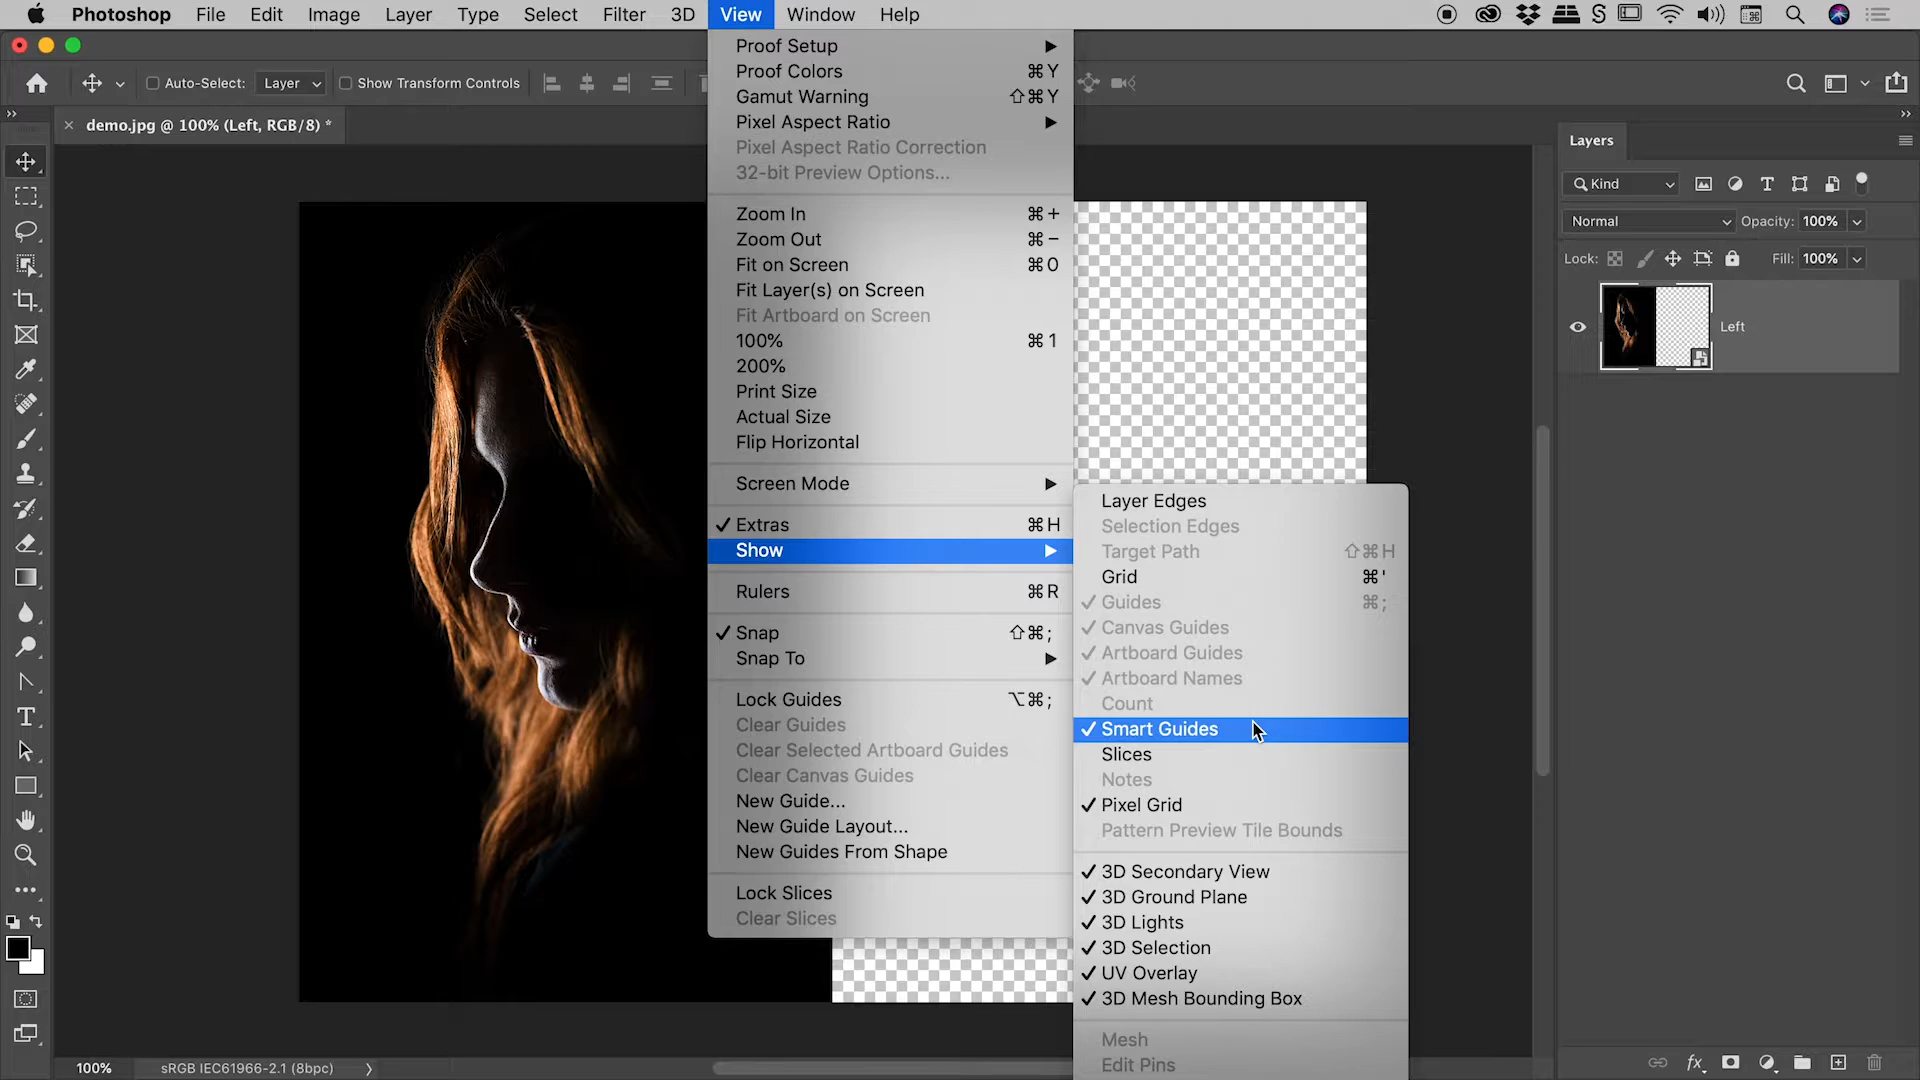 Photoshop File Edit Image Layer Type Select Filter 3D View Window Help
Auto-Select: Layer Show Transform Controls
demo.jpg @ 100% (Left, RGB/8) *
Proof Setup
Proof Colors ⌘Y
Gamut Warning ⇧⌘Y
Pixel Aspect Ratio
Pixel Aspect Ratio Correction
32-bit Preview Options...
Zoom In ⌘+
Zoom Out ⌘−
Fit on Screen ⌘0
Fit Layer(s) on Screen
Fit Artboard on Screen
100% ⌘1
200%
Print Size
Actual Size
Flip Horizontal
Screen Mode
✓ Extras ⌘H
Show
Rulers ⌘R
✓ Snap ⇧⌘;
Snap To
Lock Guides ⌥⌘;
Clear Guides
Clear Selected Artboard Guides
Clear Canvas Guides
New Guide...
New Guide Layout...
New Guides From Shape
Lock Slices
Clear Slices
Layer Edges
Selection Edges
Target Path ⇧⌘H
Grid ⌘'
✓ Guides ⌘;
✓ Canvas Guides
✓ Artboard Guides
✓ Artboard Names
Count
✓ Smart Guides
Slices
Notes
✓ Pixel Grid
Pattern Preview Tile Bounds
✓ 3D Secondary View
✓ 3D Ground Plane
✓ 3D Lights
✓ 3D Selection
✓ UV Overlay
✓ 3D Mesh Bounding Box
Mesh
Edit Pins
Layers
Kind
Normal Opacity: 100%
Lock: Fill: 100%
Left
100% sRGB IEC61966-2.1 (8bpc)